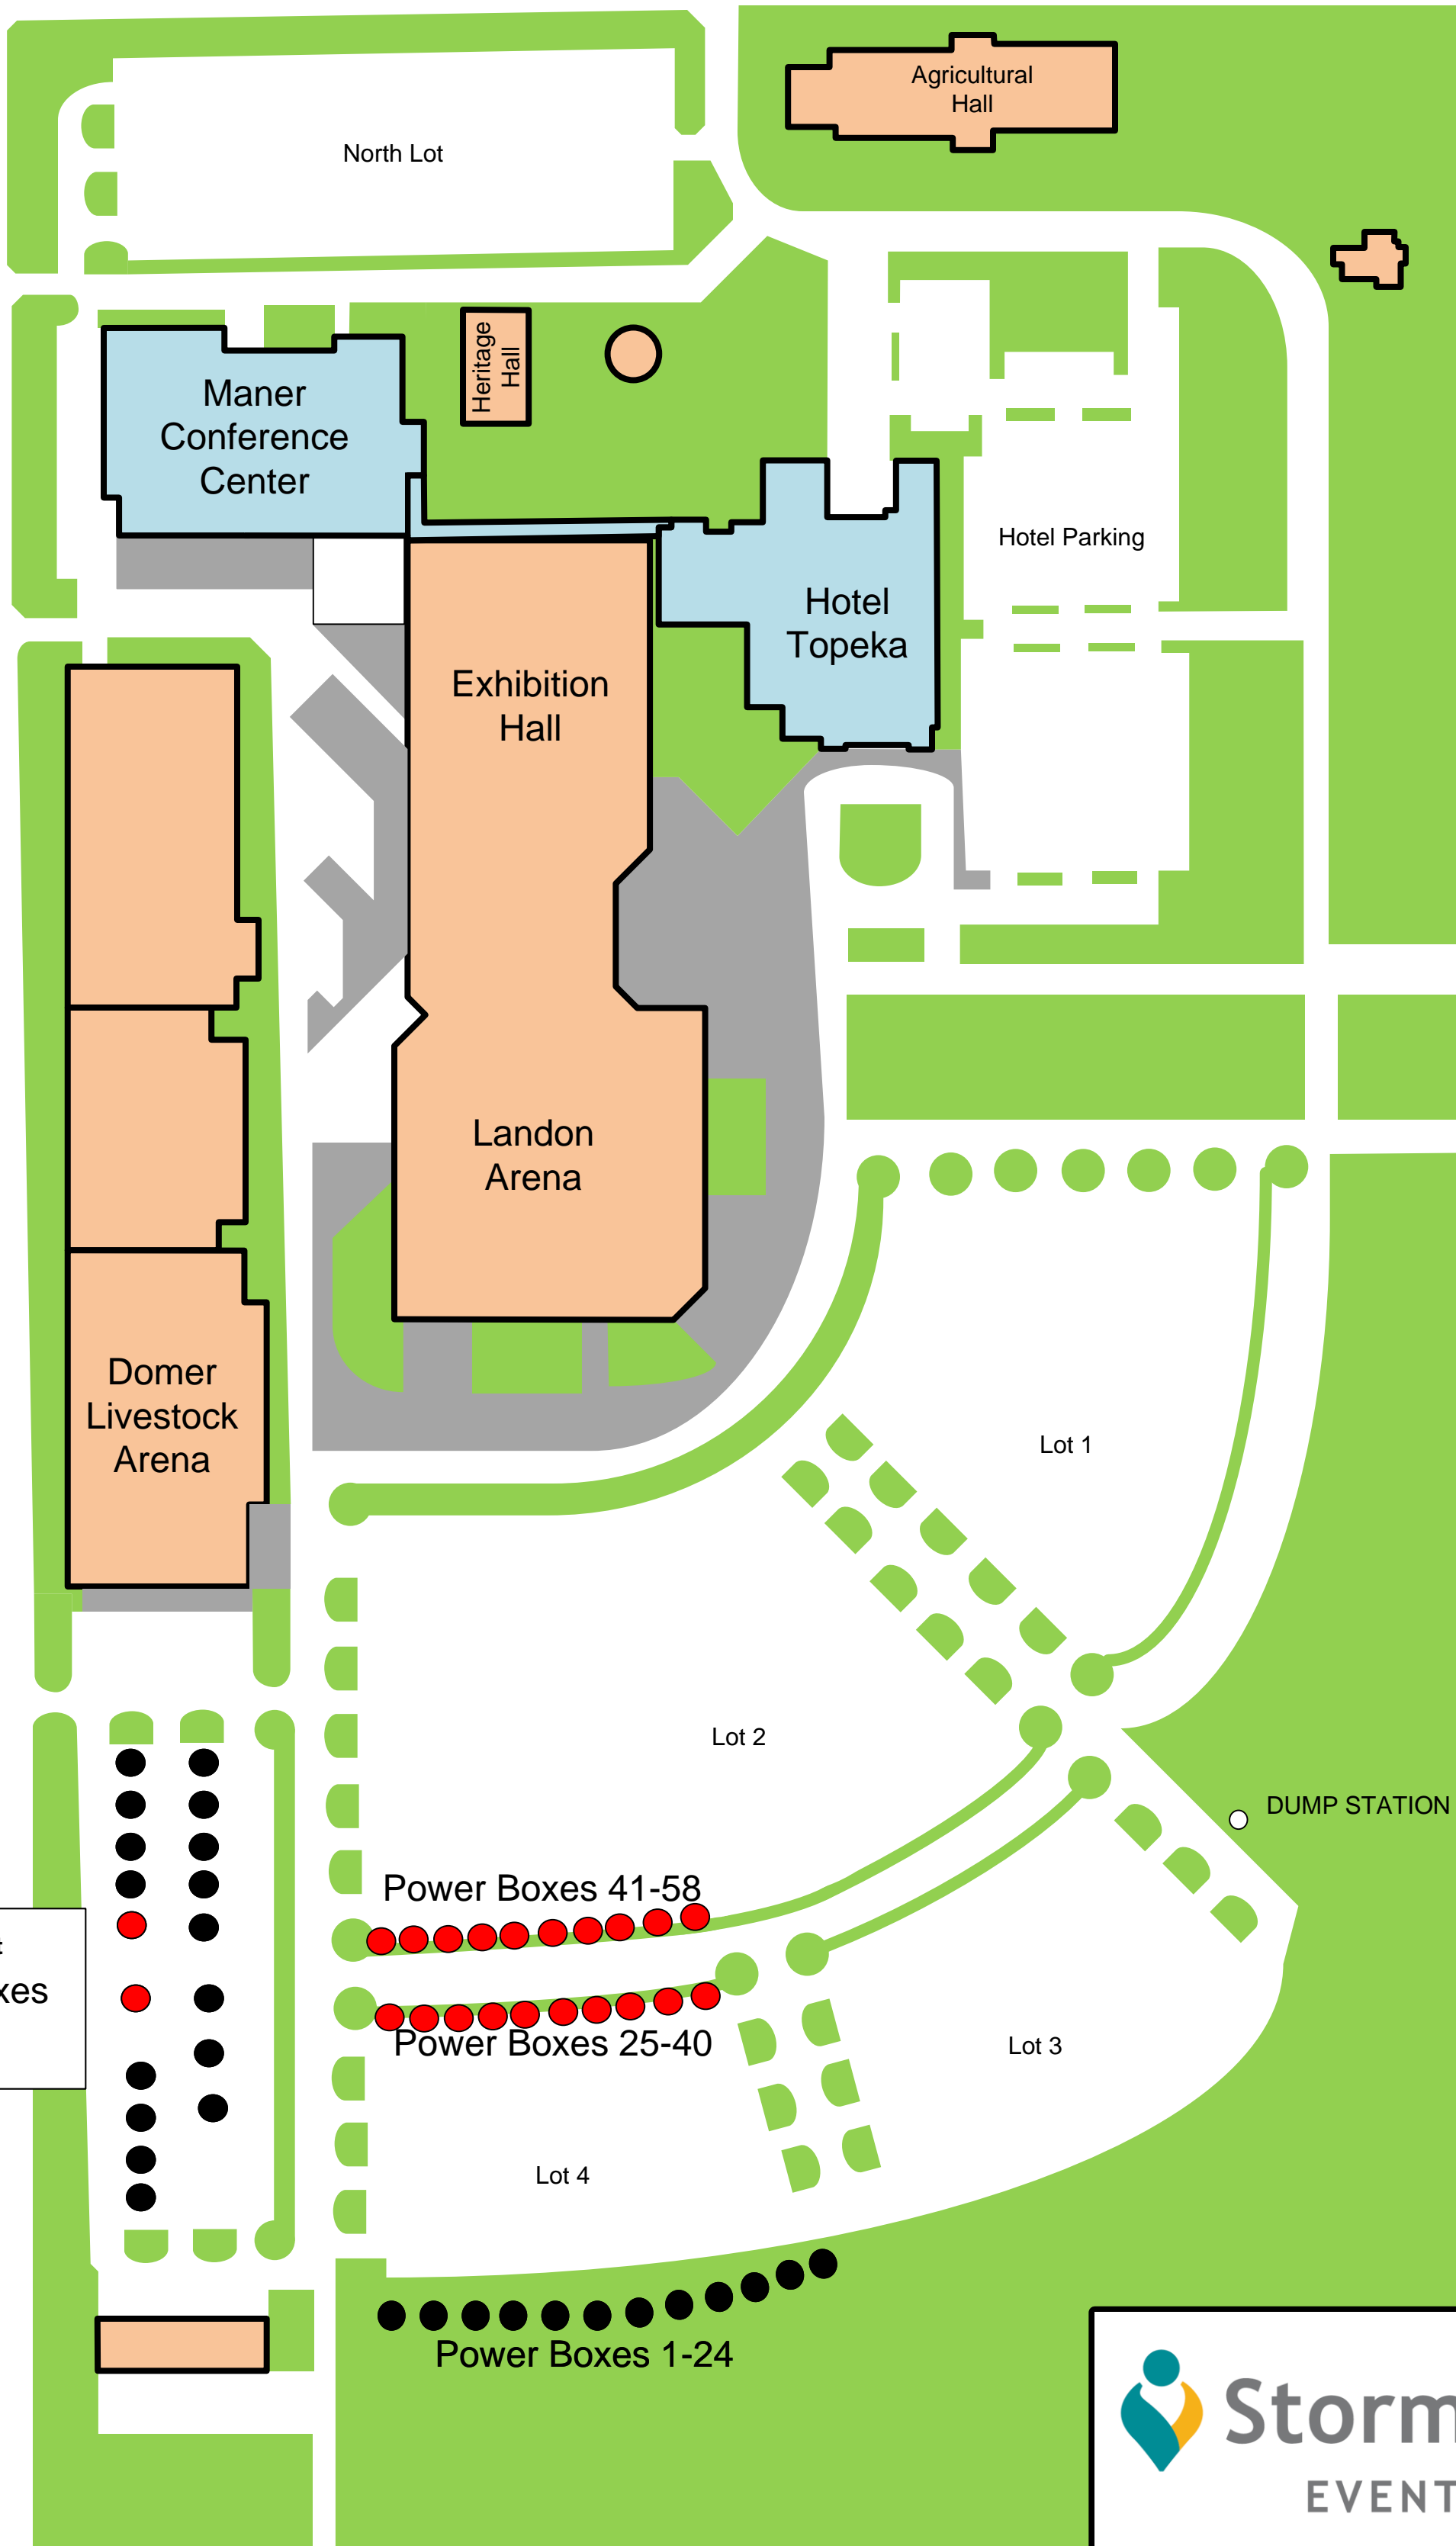 Agricultural
Hall
North Lot
Heritage
Hall
Maner
Conference
Center
Hotel Parking
Hotel
Topeka
Exhibition
Hall
Landon
Arena
Domer
Livestock
Arena
Lot 1
Lot 2
DUMP STATION
Power Boxes 41-58
xes
Power Boxes 25-40
Lot 3
Lot 4
Power Boxes 1-24
Storm
EVENT